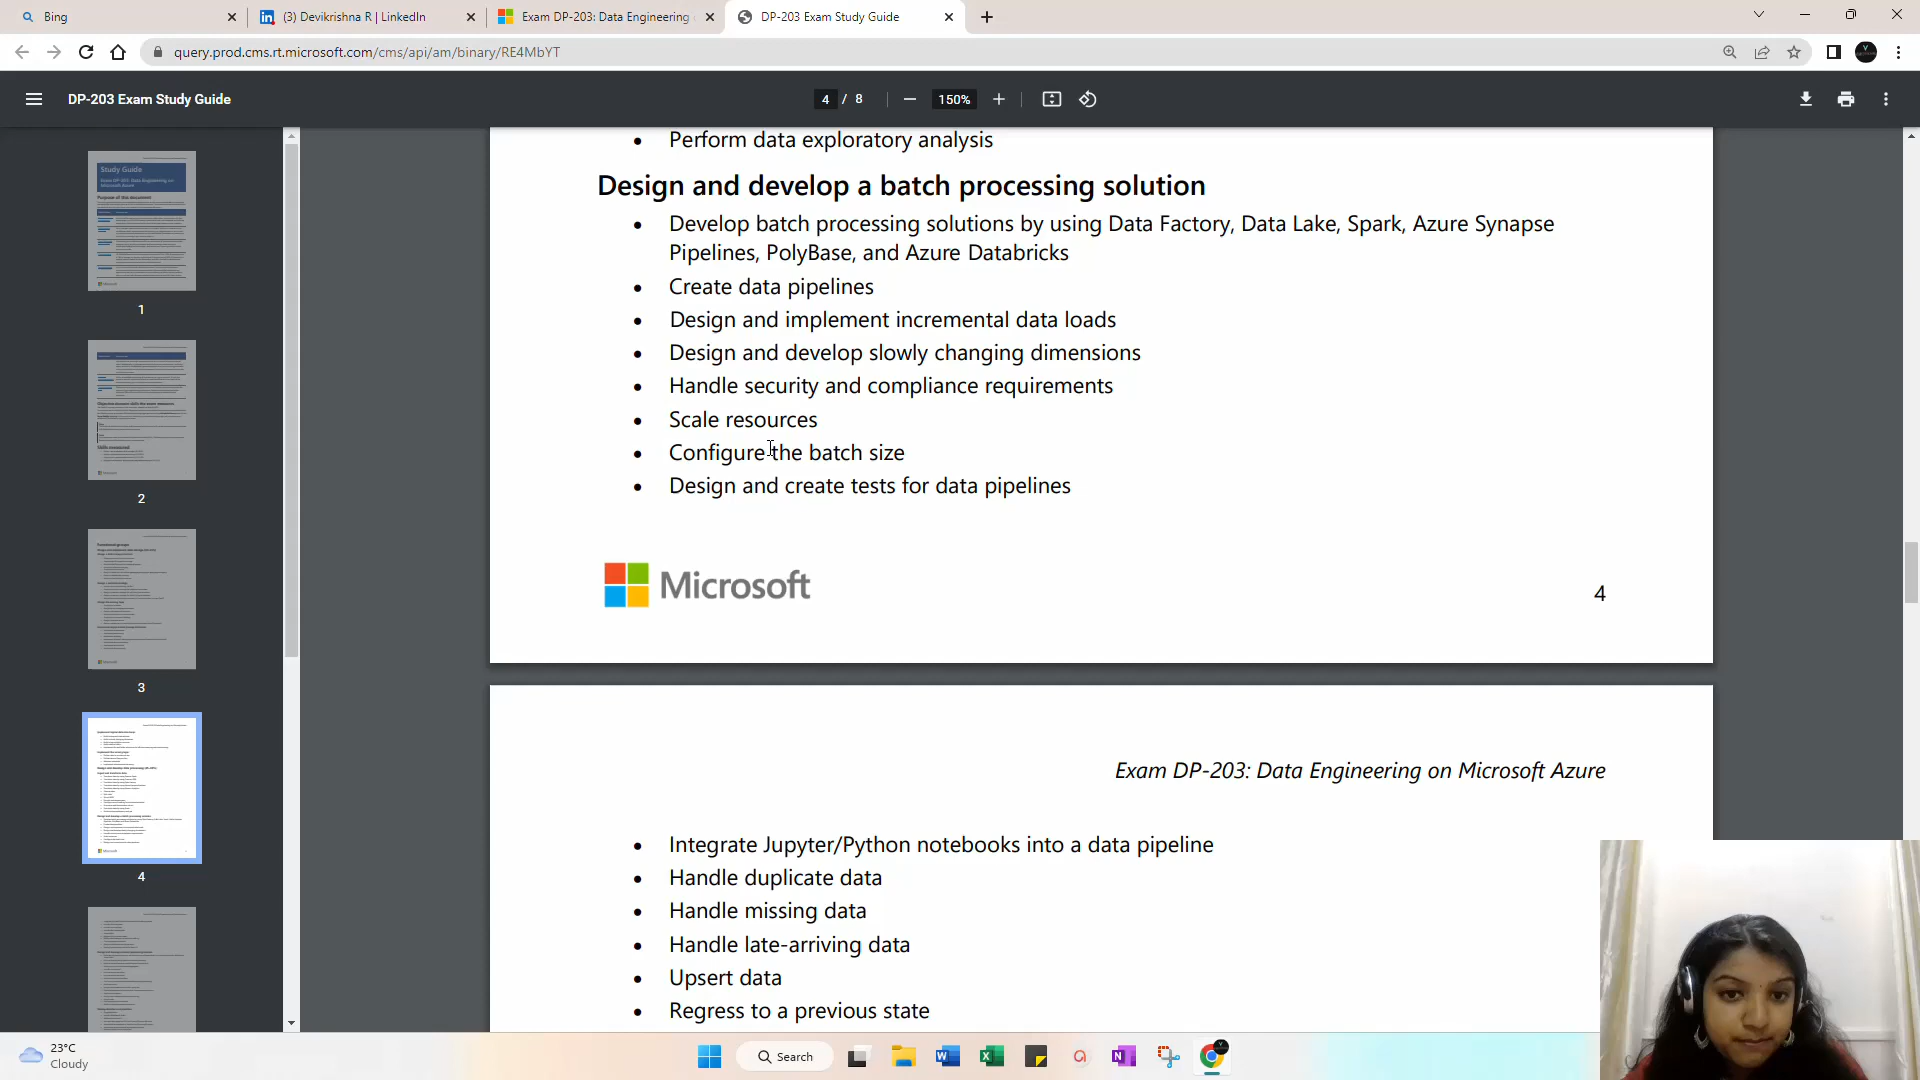 Bing
(3) Devikrishna R | LinkedIn
Exam DP-203: Data Engineering
DP-203 Exam Study Guide
query.prod.cms.rt.microsoft.com/cms/api/am/binary/RE4MbYT
DP-203 Exam Study Guide
4 / 8
150%
Study Guide
1
2
3
4
• Perform data exploratory analysis
Design and develop a batch processing solution
• Develop batch processing solutions by using Data Factory, Data Lake, Spark, Azure Synapse
Pipelines, PolyBase, and Azure Databricks
• Create data pipelines
• Design and implement incremental data loads
• Design and develop slowly changing dimensions
• Handle security and compliance requirements
• Scale resources
• Configure the batch size
• Design and create tests for data pipelines
Microsoft
4
Exam DP-203: Data Engineering on Microsoft Azure
• Integrate Jupyter/Python notebooks into a data pipeline
• Handle duplicate data
• Handle missing data
• Handle late-arriving data
• Upsert data
• Regress to a previous state
23°C
Cloudy
Search